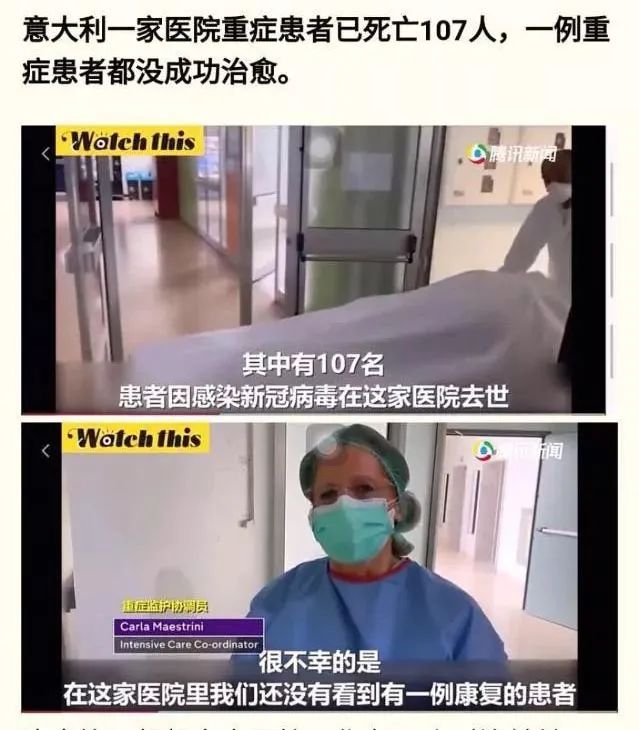 意大利一家医院重症患者已死亡107人，一例重
症患者都没成功治愈。
Watch this
腾讯新闻
其中有107名
患者因感染新冠病毒在这家医院去世
Watch this
腾讯新闻
重症监护协调员
Carla Maestrini
Intensive Care Co-ordinator
很不幸的是
在这家医院里我们还没有看到有一例康复的患者